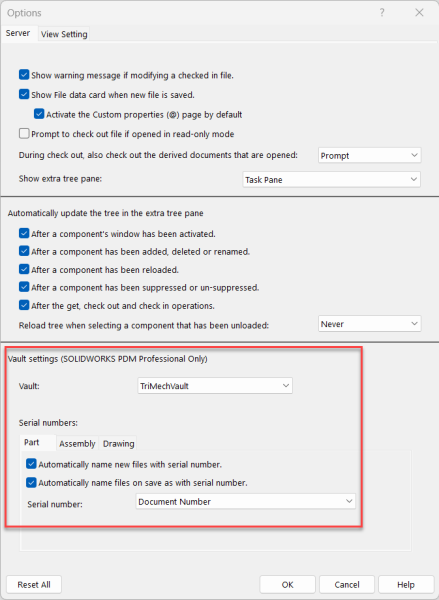 Options
Server View Setting
Show warning message if modifying a checked in file.
Show File data card when new file is saved.
Activate the Custom properties (@) page by default
Prompt to check out file if opened in read-only mode
During check out, also check out the derived documents that are opened: Prompt
Show extra tree pane: Task Pane
Automatically update the tree in the extra tree pane
After a component's window has been activated.
After a component has been added, deleted or renamed.
After a component has been reloaded.
After a component has been suppressed or un-suppressed.
After the get, check out and check in operations.
Reload tree when selecting a component that has been unloaded: Never
Vault settings (SOLIDWORKS PDM Professional Only)
Vault: TriMechVault
Serial numbers:
Part Assembly Drawing
Automatically name new files with serial number.
Automatically name files on save as with serial number.
Serial number: Document Number
Reset All OK Cancel Help